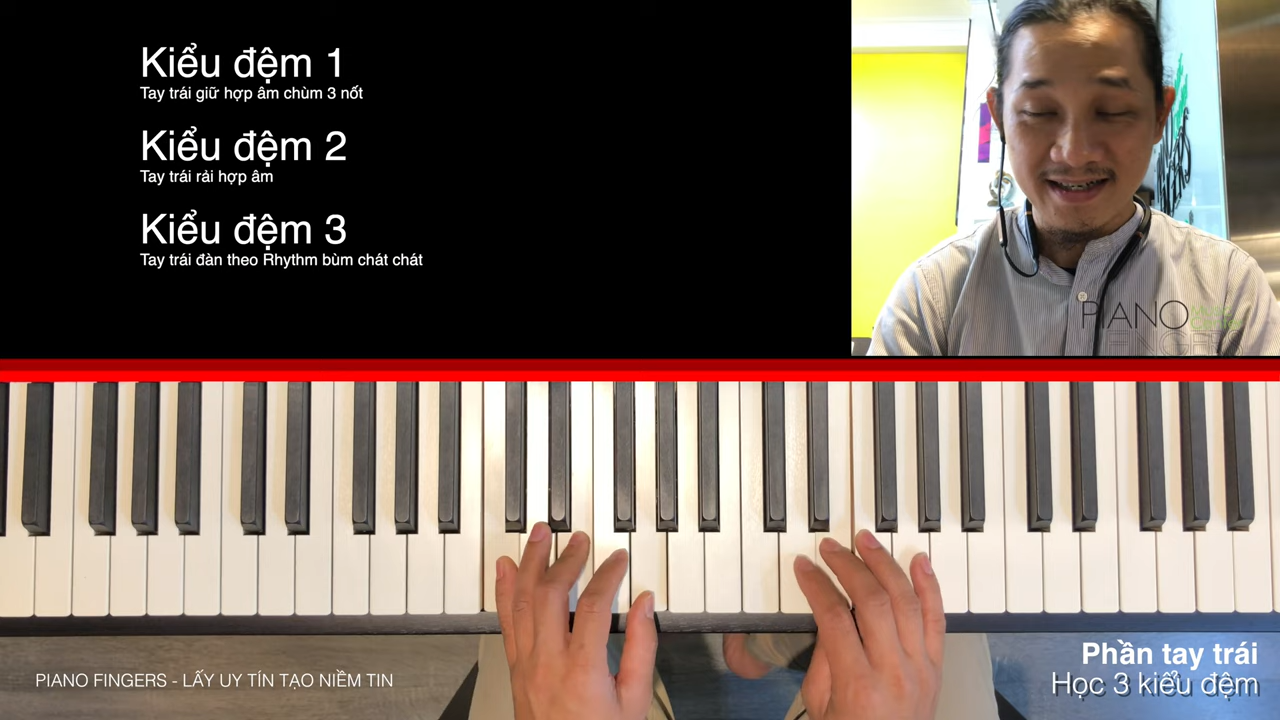 Kiểu đệm 1
Tay trái giữ hợp âm chùm 3 nốt
Kiểu đệm 2
Tay trái rải hợp âm
Kiểu đệm 3
Tay trái đàn theo Rhythm bùm chát chát
PIANO
FINGERS
Phần tay trái
Học 3 kiểu đệm
PIANO FINGERS - LẤY UY TÍN TẠO NIỀM TIN